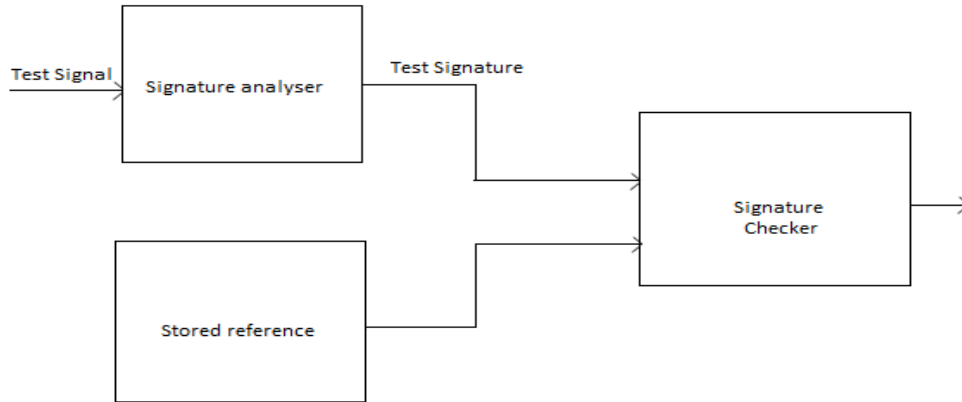 Test Signal
Signature analyser
Test Signature
Signature
Checker
Stored reference